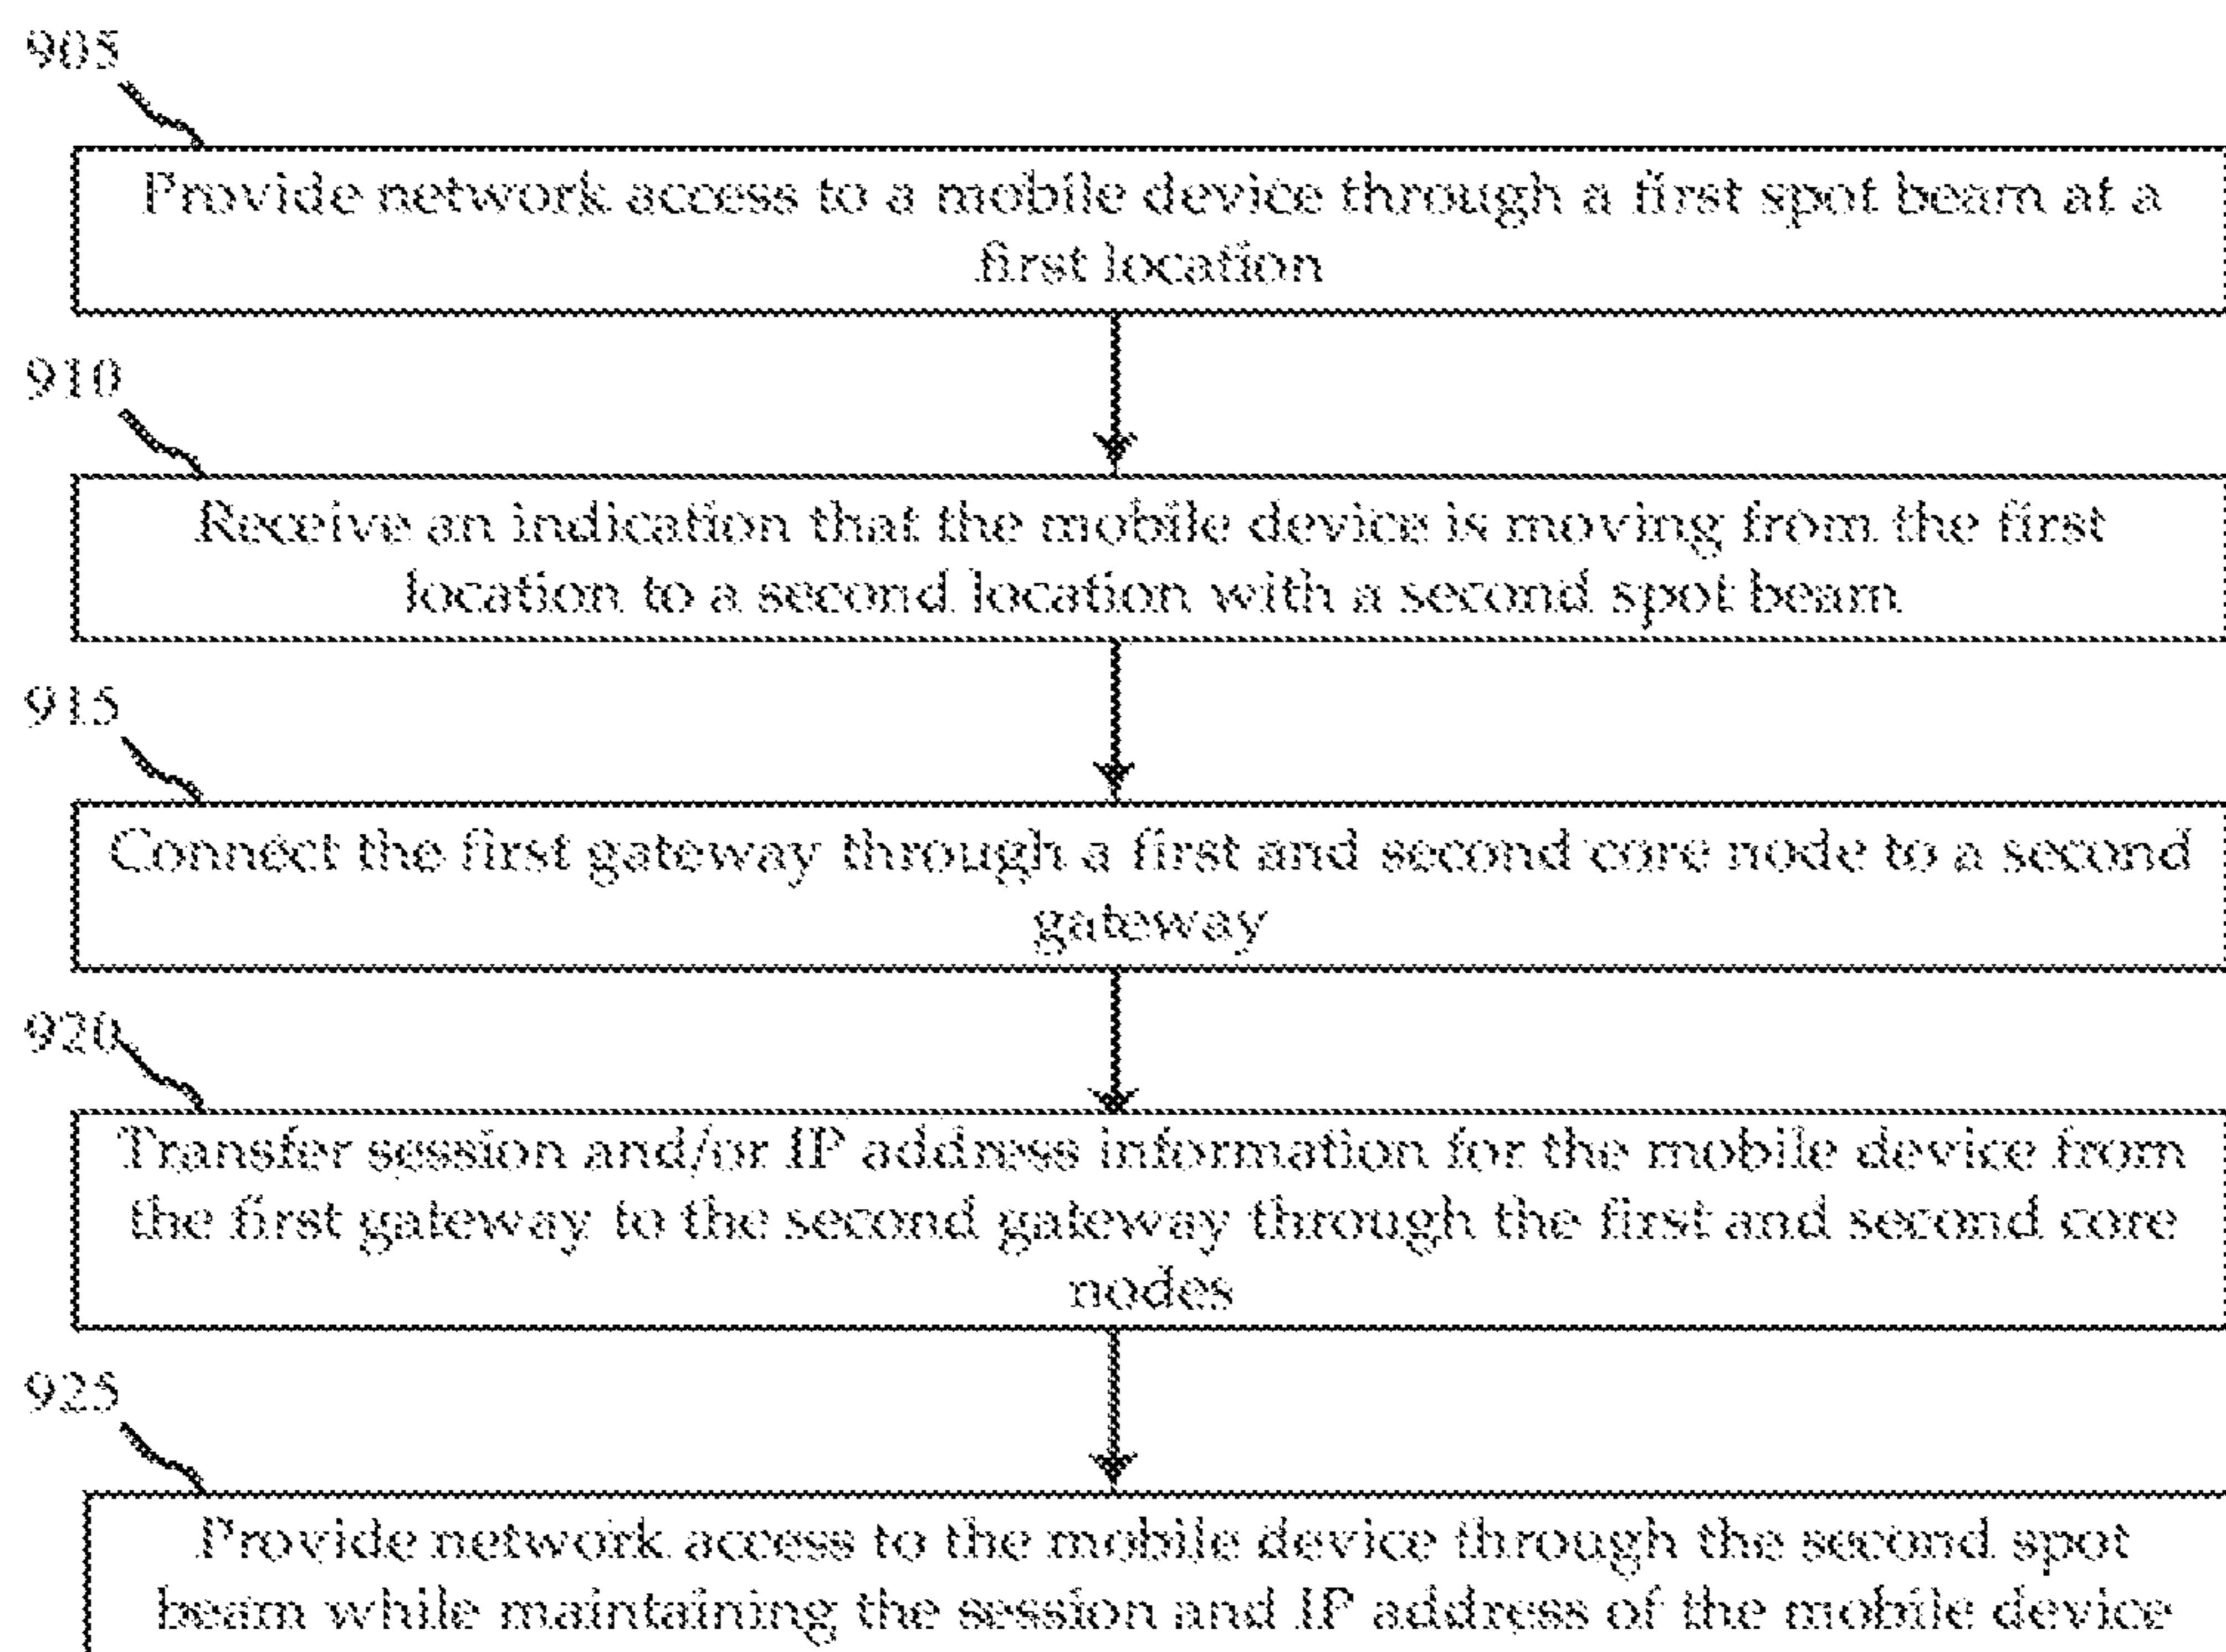 905
Provide network access to a mobile device through a first spot beam at a
first location
910
Receive an indication that the mobile device is moving from the first
location to a second location with a second spot beam
915
Connect the first gateway through a first and second core node to a second
gateway
920
Transfer session and/or IP address information for the mobile device from
the first gateway to the second gateway through the first and second core
nodes
925
Provide network access to the mobile device through the second spot
beam while maintaining the session and IP address of the mobile device